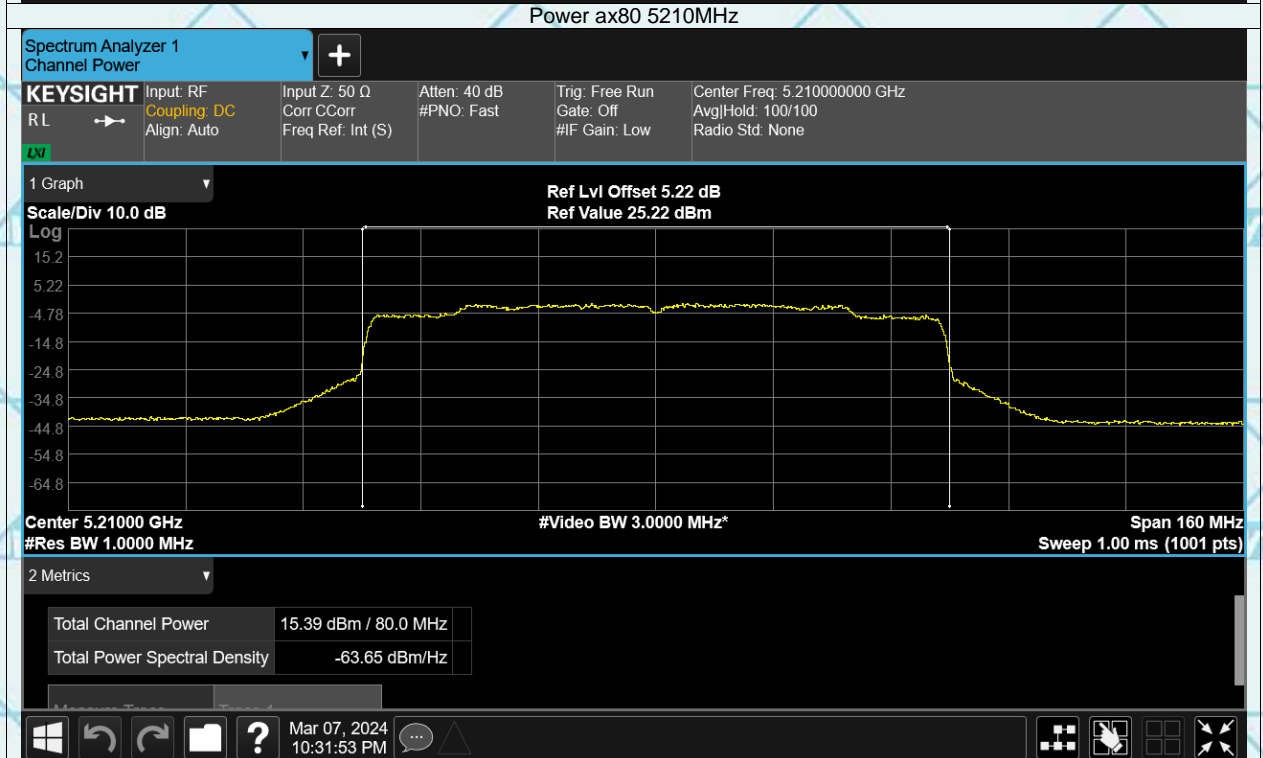 Power ax80 5210MHz
Spectrum Analyzer 1
Channel Power
KEYSIGHT
R L
LXI
Input: RF
Coupling: DC
Align: Auto
Input Z: 50 Ω
Corr CCorr
Freq Ref: Int (S)
Atten: 40 dB
#PNO: Fast
Trig: Free Run
Gate: Off
#IF Gain: Low
Center Freq: 5.210000000 GHz
Avg|Hold: 100/100
Radio Std: None
1 Graph
Scale/Div 10.0 dB
Ref Lvl Offset 5.22 dB
Ref Value 25.22 dBm
Log
15.2
5.22
-4.78
-14.8
-24.8
-34.8
-44.8
-54.8
-64.8
Center 5.21000 GHz
#Video BW 3.0000 MHz*
Span 160 MHz
#Res BW 1.0000 MHz
Sweep 1.00 ms (1001 pts)
2 Metrics
Total Channel Power 15.39 dBm / 80.0 MHz
Total Power Spectral Density -63.65 dBm/Hz
Measure Trace Trace 1
?
Mar 07, 2024
10:31:53 PM